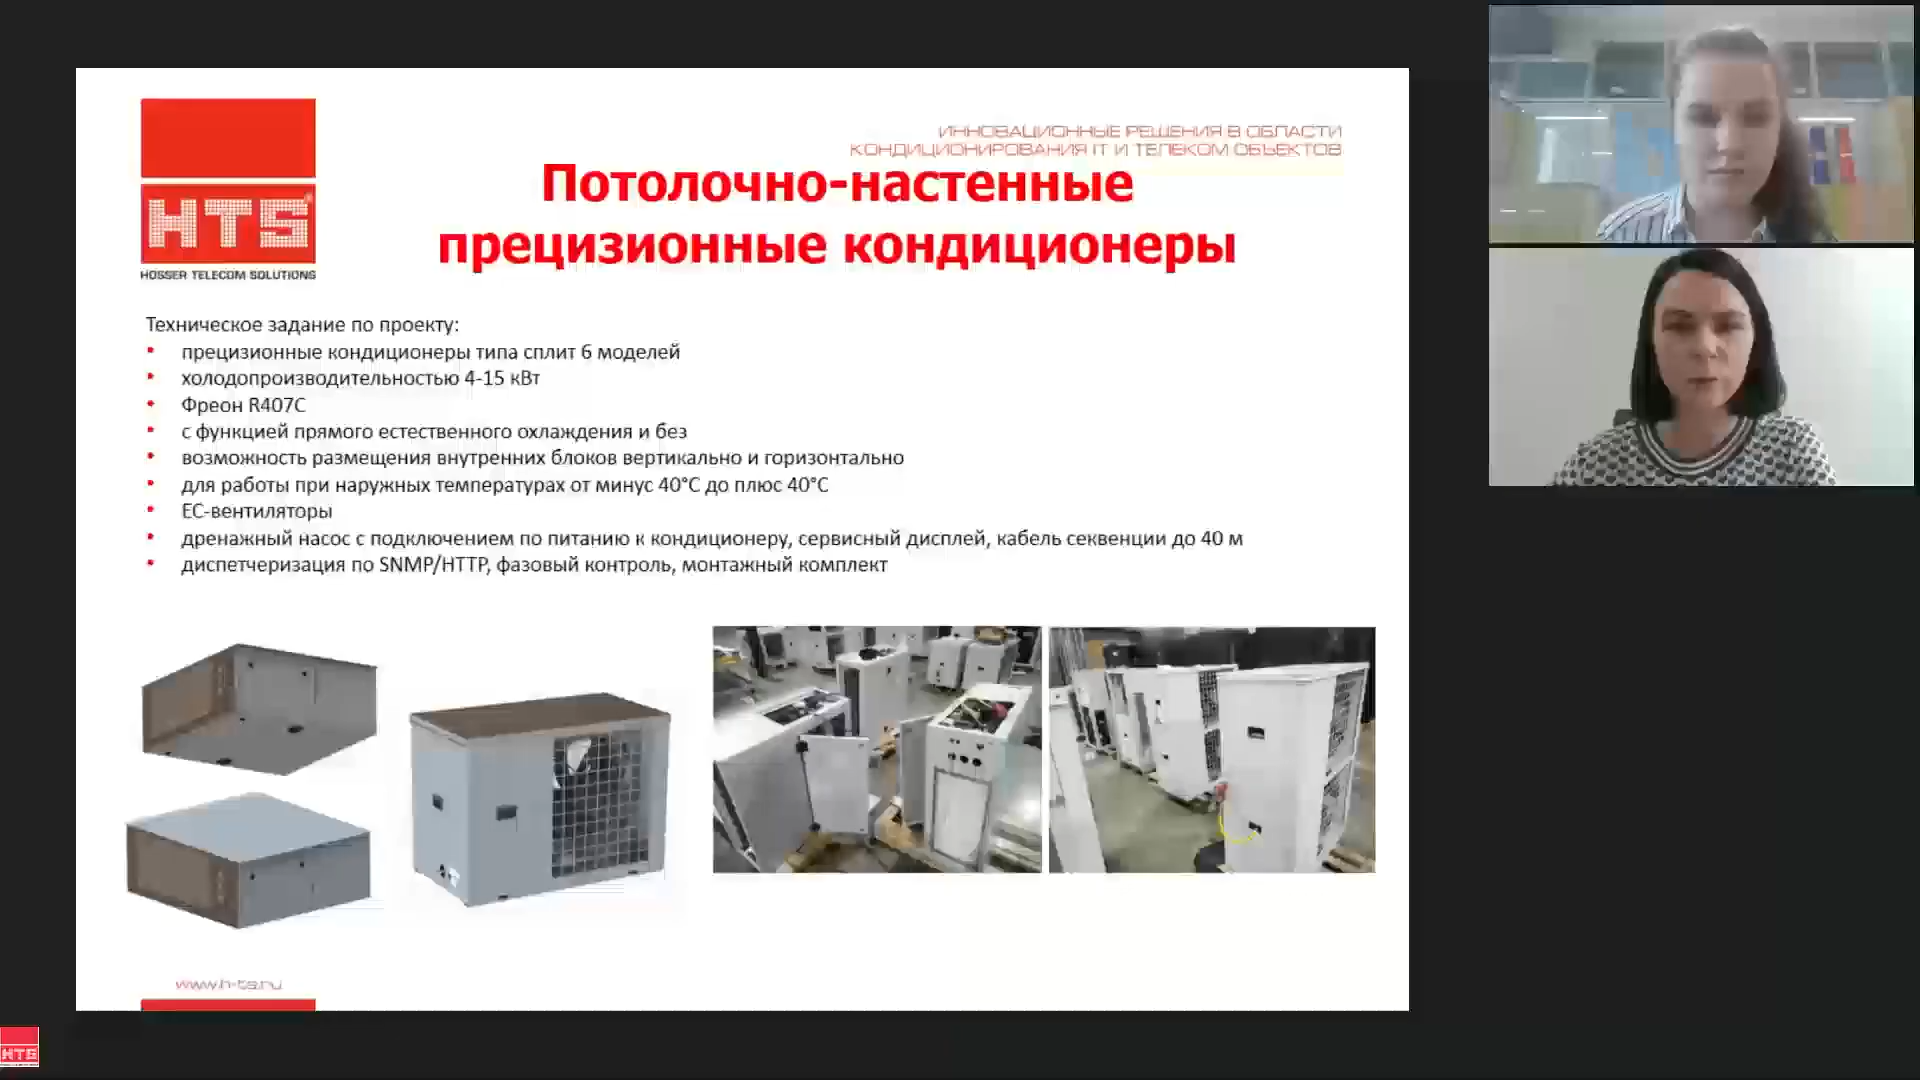 HTS
HOSSER TELECOM SOLUTIONS
ИННОВАЦИОННЫЕ РЕШЕНИЯ В ОБЛАСТИ
КОНДИЦИОНИРОВАНИЯ IT И ТЕЛЕКОМ ОБЪЕКТОВ
Потолочно-настенные
прецизионные кондиционеры
Техническое задание по проекту:
• прецизионные кондиционеры типа сплит 6 моделей
• холодопроизводительностью 4-15 кВт
• Фреон R407C
• с функцией прямого естественного охлаждения и без
• возможность размещения внутренних блоков вертикально и горизонтально
• для работы при наружных температурах от минус 40°C до плюс 40°C
• ЕС-вентиляторы
• дренажный насос с подключением по питанию к кондиционеру, сервисный дисплей, кабель секвенции до 40 м
• диспетчеризация по SNMP/HTTP, фазовый контроль, монтажный комплект
www.h-ts.ru
HTS